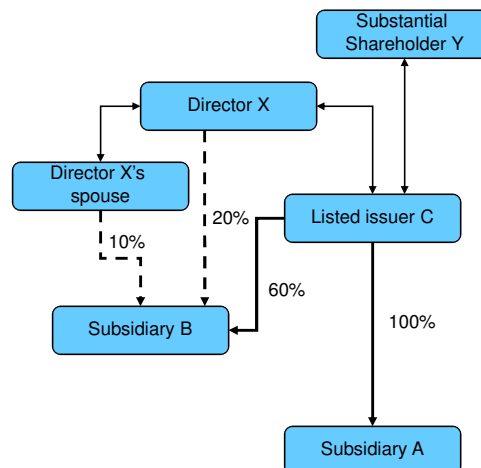 Substantial
Shareholder Y
Director X
Director X's
spouse
Listed issuer C
10%
20%
60%
Subsidiary B
100%
Subsidiary A